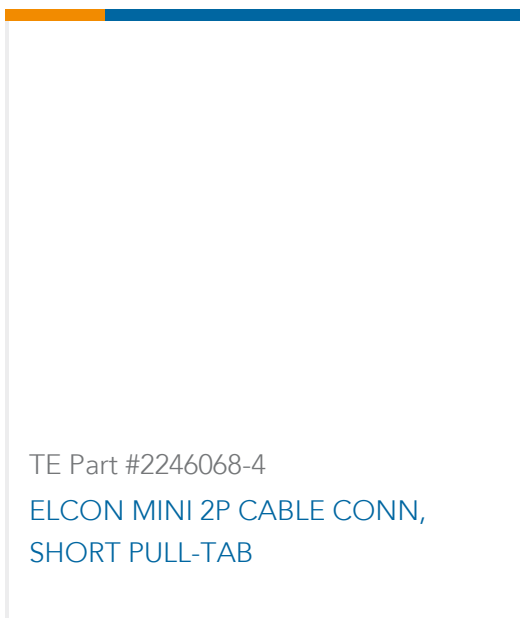 TE Part #2246068-4
ELCON MINI 2P CABLE CONN,
SHORT PULL-TAB